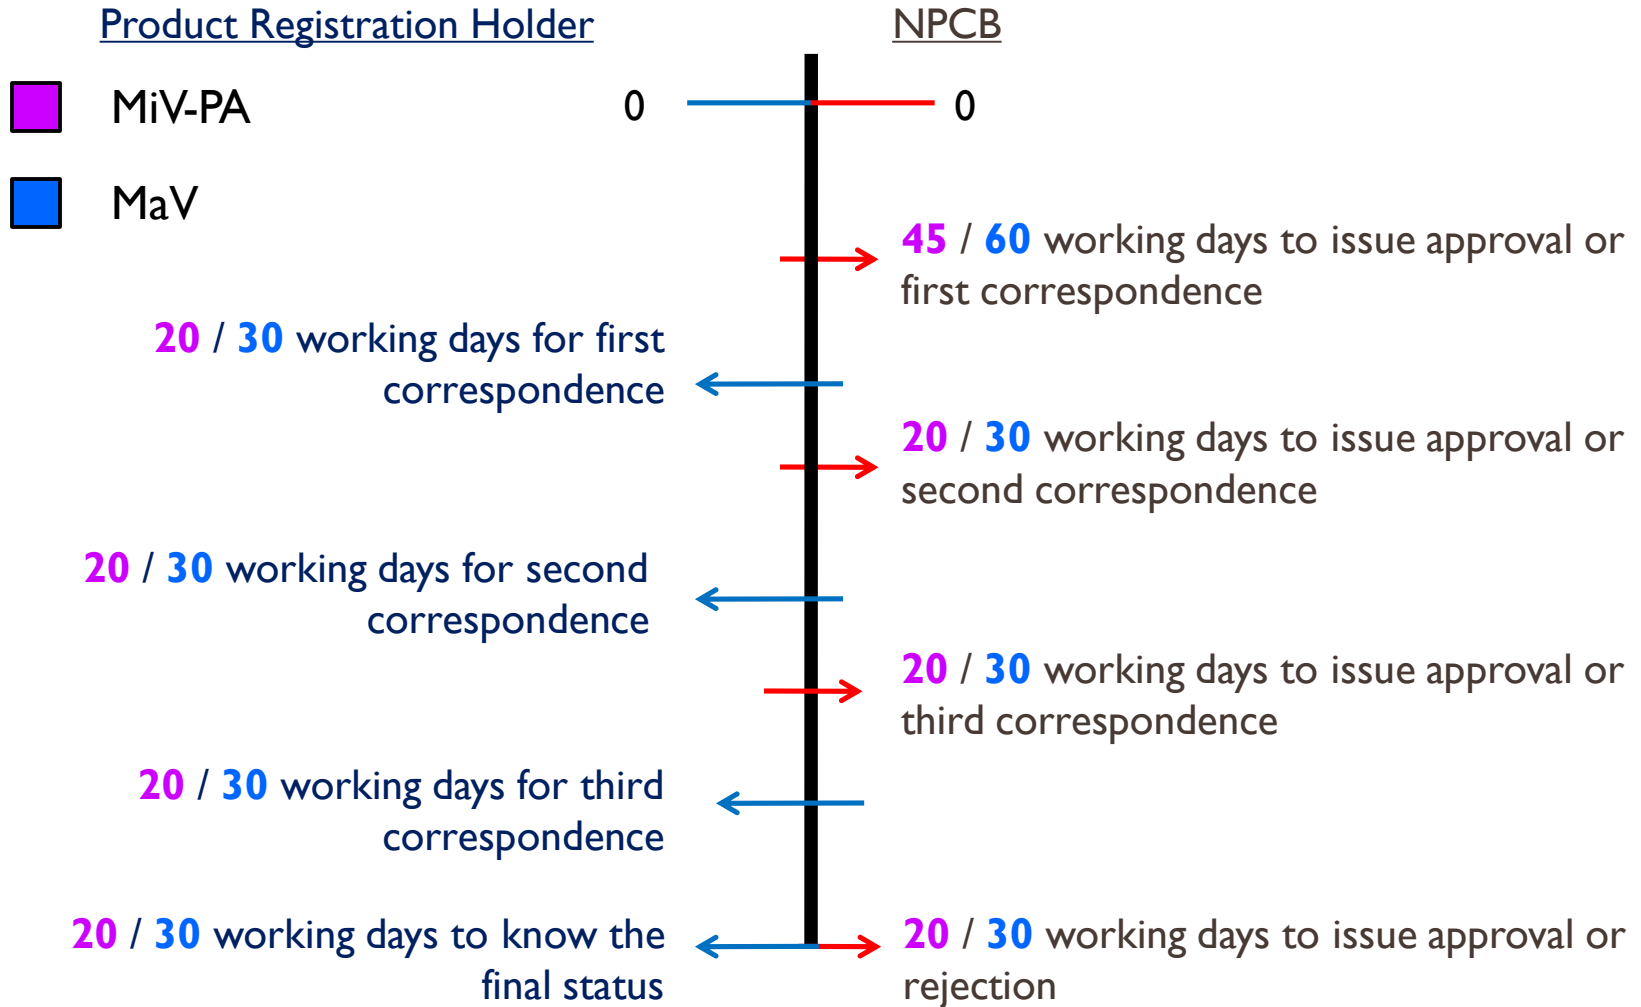 Product Registration Holder
NPCB
MiV-PA
0
0
MaV
45 / 60 working days to issue approval or
first correspondence
20 / 30 working days for first
correspondence
20 / 30 working days to issue approval or
second correspondence
20 / 30 working days for second
correspondence
20 / 30 working days to issue approval or
third correspondence
20 / 30 working days for third
correspondence
20 / 30 working days to know the
final status
20 / 30 working days to issue approval or
rejection